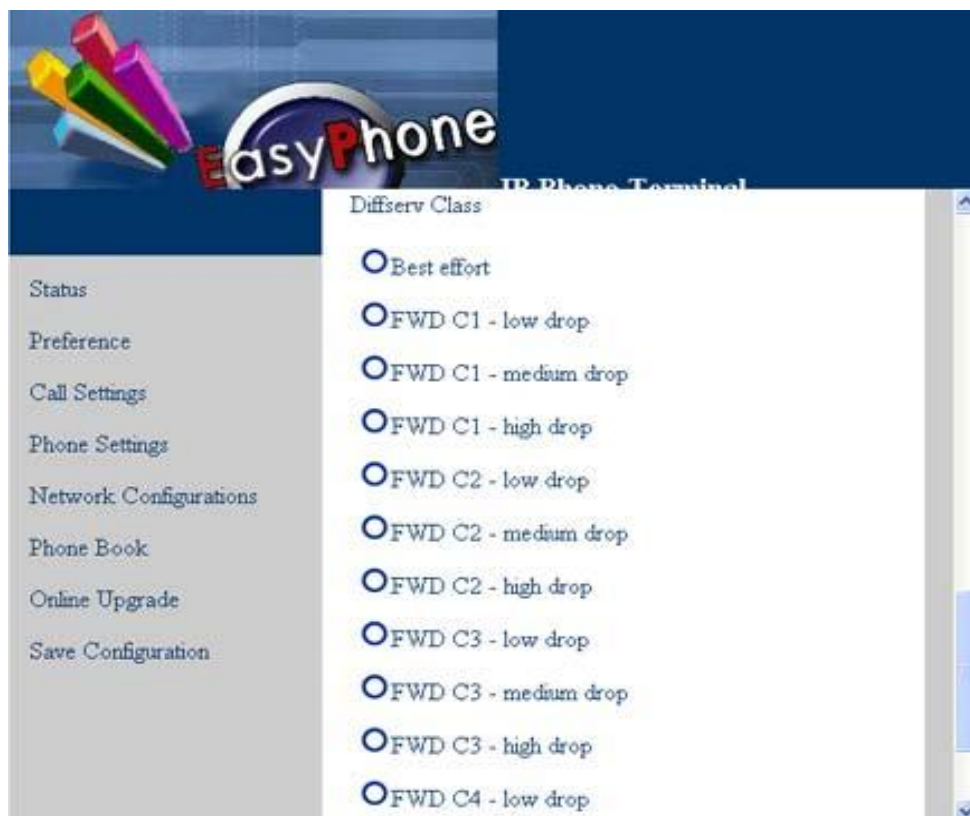 EasyPhone
IP Phone Terminal
Diffserv Class
Best effort
FWD C1 - low drop
FWD C1 - medium drop
FWD C1 - high drop
FWD C2 - low drop
FWD C2 - medium drop
FWD C2 - high drop
FWD C3 - low drop
FWD C3 - medium drop
FWD C3 - high drop
FWD C4 - low drop
Status
Preference
Call Settings
Phone Settings
Network Configurations
Phone Book
Online Upgrade
Save Configuration